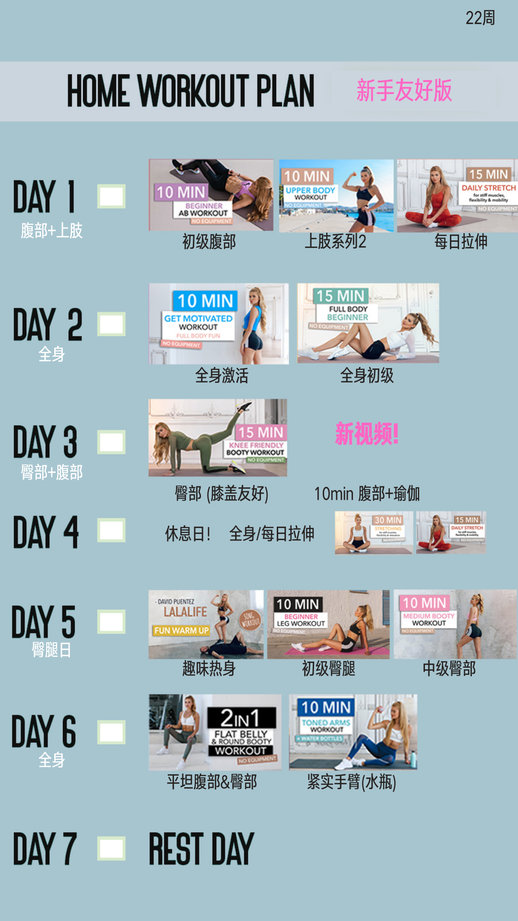 22周
HOME WORKOUT PLAN
新手友好版
DAY 1
腹部+上肢
10 MIN
BEGINNER
AB WORKOUT
NO EQUIPMENT
初级腹部
10 MIN
UPPER BODY
WORKOUT
NO EQUIPMENT
上肢系列2
15 MIN
DAILY STRETCH
for stiff muscles,
flexibility & mobility
每日拉伸
DAY 2
全身
10 MIN
GET MOTIVATED
WORKOUT
FULL BODY FUN
NO EQUIPMENT
全身激活
15 MIN
FULL BODY
BEGINNER
NO EQUIPMENT
全身初级
DAY 3
臀部+腹部
15 MIN
KNEE FRIENDLY
BOOTY WORKOUT
NO EQUIPMENT
臀部 (膝盖友好)
新视频!
10min 腹部+瑜伽
DAY 4
休息日! 全身/每日拉伸
30 MIN
STRETCHING
15 MIN
DAILY STRETCH
DAY 5
臀腿日
DAVID PUENTEZ
LALALIFE
FUN WARM UP
SONG
WORKOUT
趣味热身
10 MIN
BEGINNER
LEG WORKOUT
NO EQUIPMENT
初级臀腿
10 MIN
MEDIUM BOOTY
WORKOUT
NO EQUIPMENT
中级臀部
DAY 6
全身
2IN1
FLAT BELLY
& ROUND BOOTY
WORKOUT
NO EQUIPMENT
平坦腹部&臀部
10 MIN
TONED ARMS
WORKOUT
+ WATER BOTTLES
紧实手臂(水瓶)
DAY 7
REST DAY